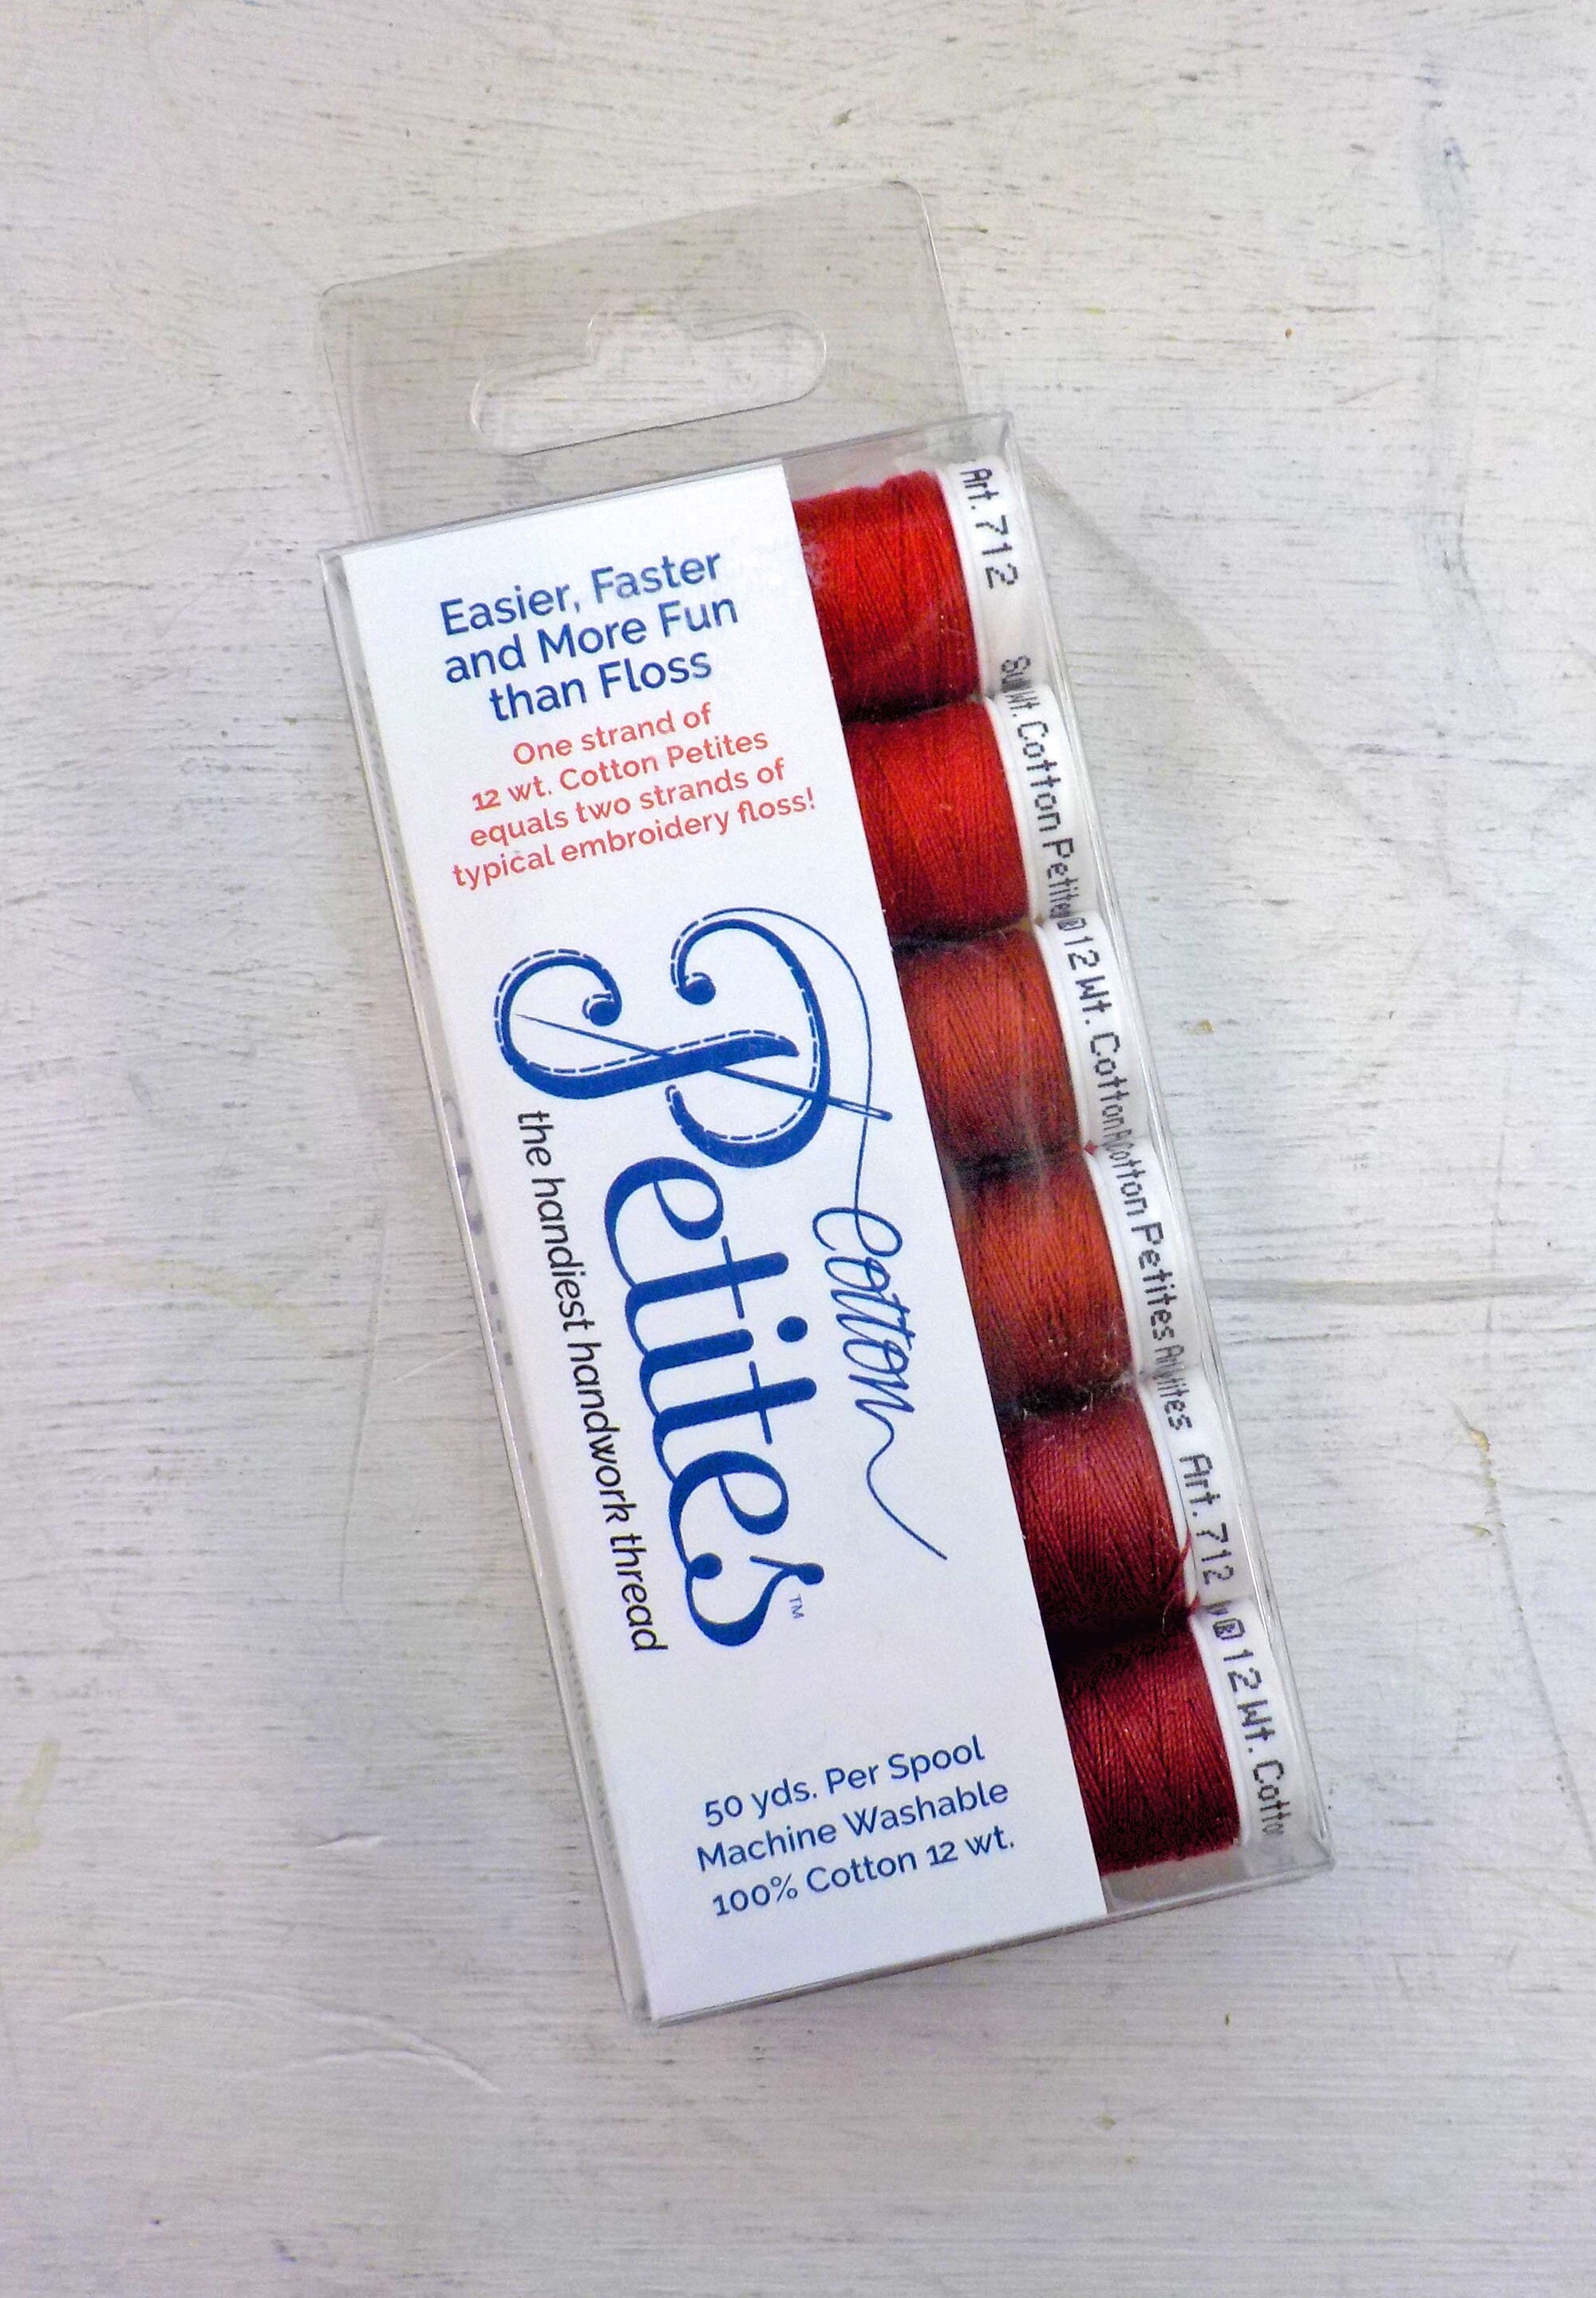 Easier, Faster
and More Fun
than Floss
One strand of
12 wt. Cotton Petites
equals two strands of
typical embroidery floss!
Cotton
Petites™
the handiest handwork thread
50 yds. Per Spool
Machine Washable
100% Cotton 12 wt.
Art. 712
Wt. Cotton Petites
12 Wt. Cotton
Cotton Petites
Art. 712
12 Wt. Cotto